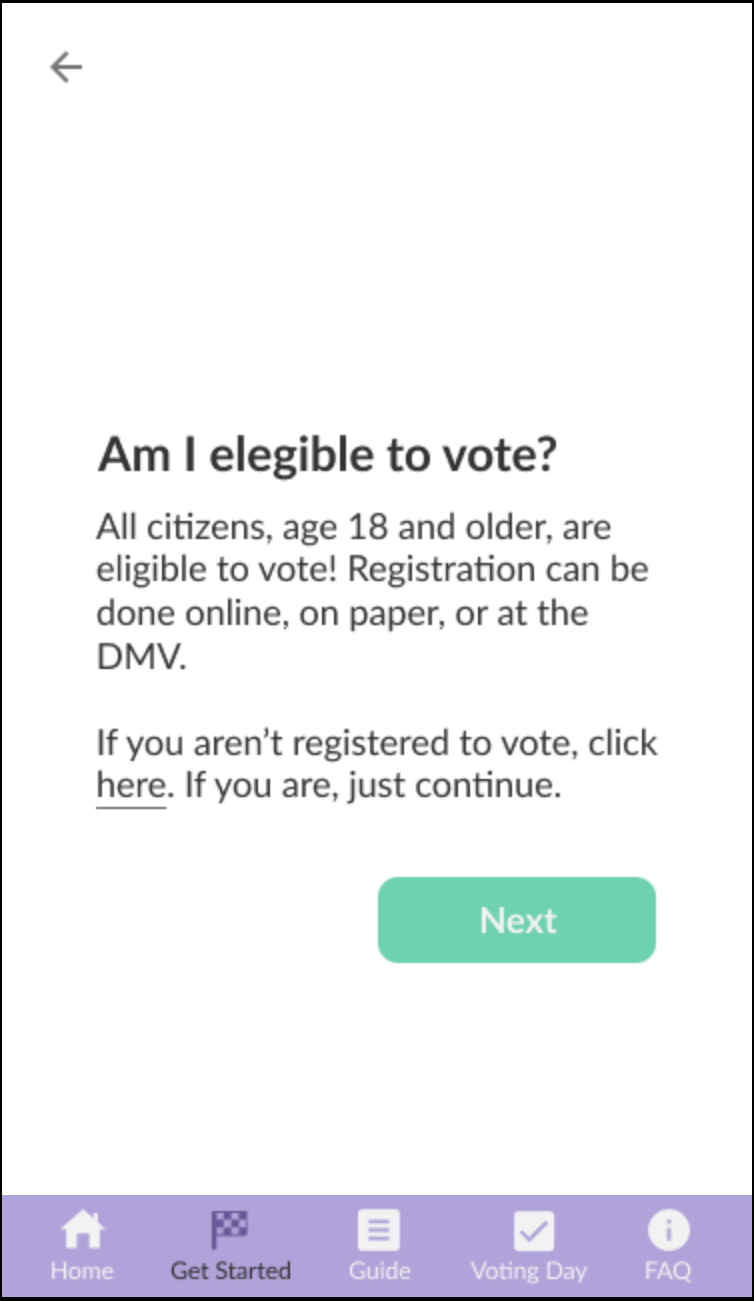 Am I elegible to vote?
All citizens, age 18 and older, are
eligible to vote! Registration can be
done online, on paper, or at the
DMV.
If you aren’t registered to vote, click
here. If you are, just continue.
Next
Home
Get Started
Guide
Voting Day
FAQ